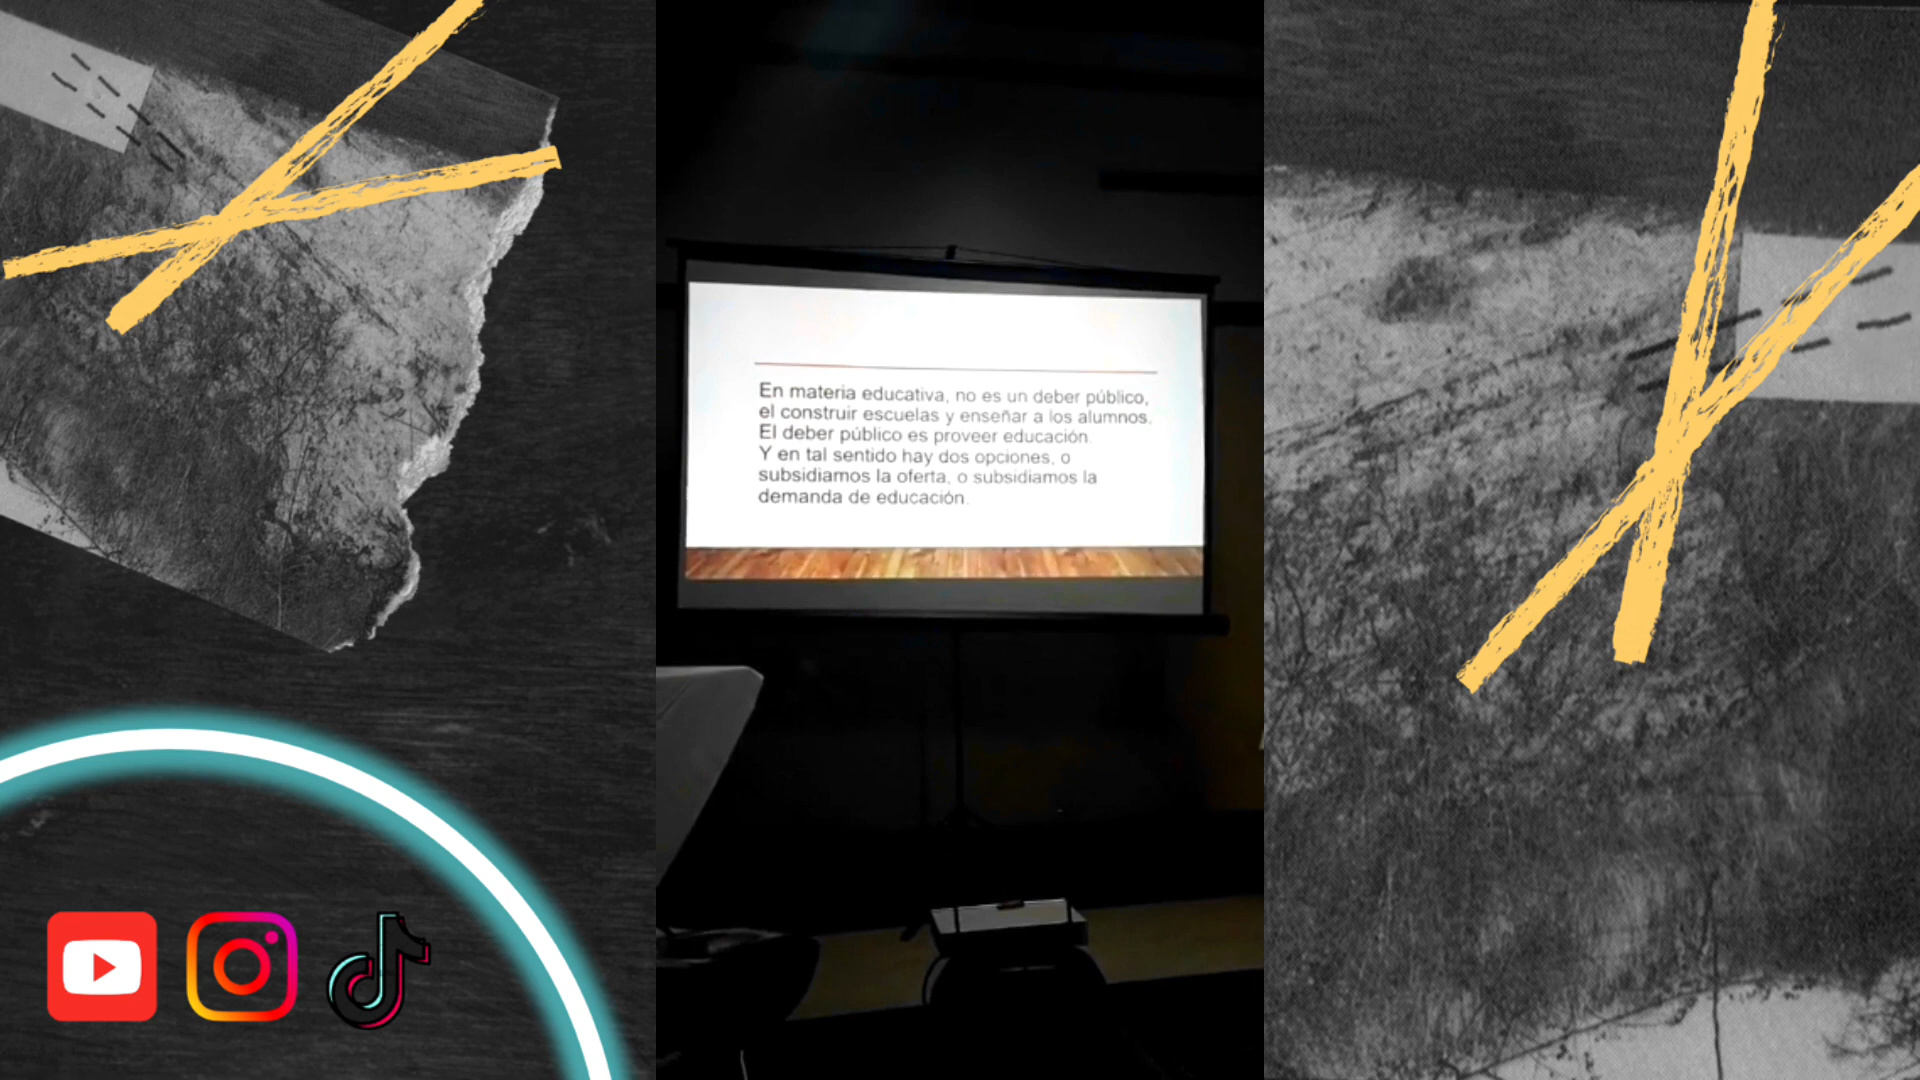 En materia educativa, no es un deber público,
el construir escuelas y enseñar a los alumnos.
El deber público es proveer educación.
Y en tal sentido hay dos opciones, o
subsidiamos la oferta, o subsidiamos la
demanda de educación.